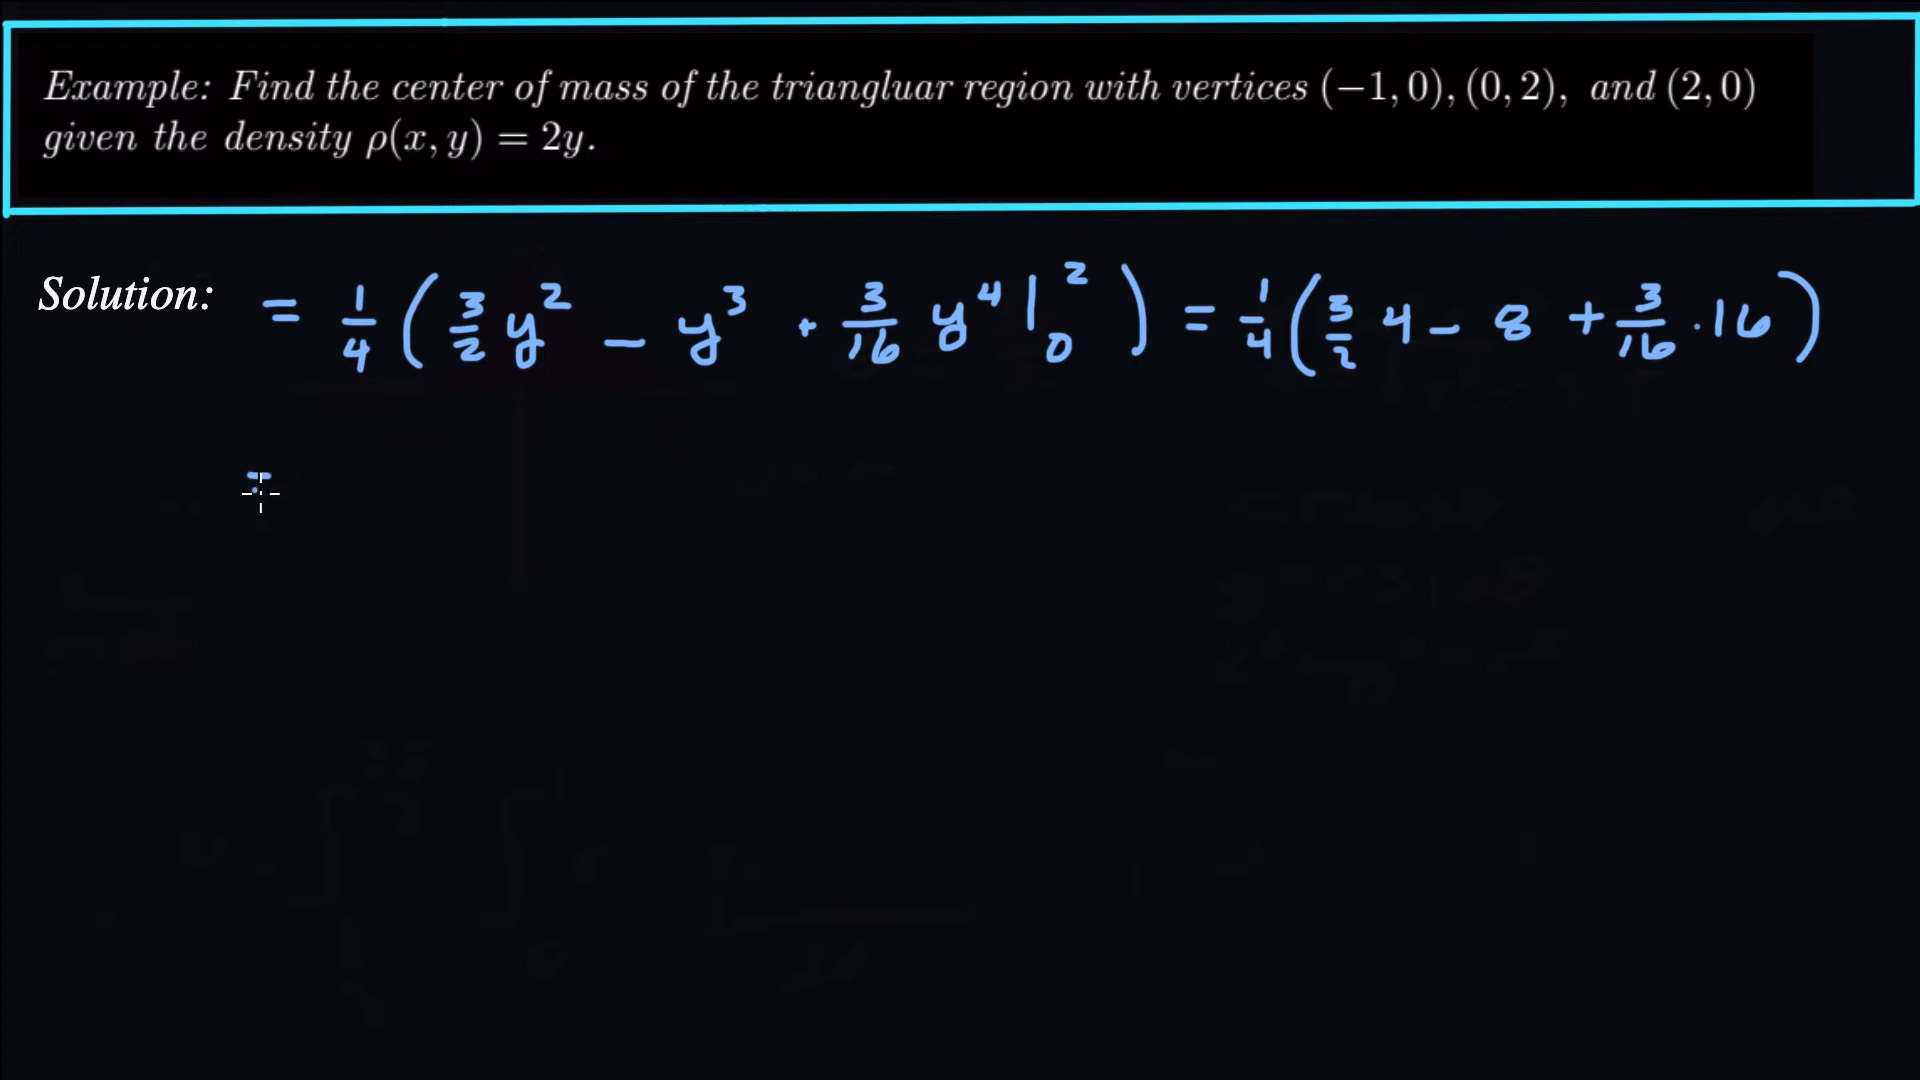 Example: Find the center of mass of the triangluar region with vertices (−1, 0), (0, 2), and (2, 0)
given the density ρ(x, y) = 2y.
Solution: = 1/4 ( 3/2 y² − y³ + 3/16 y⁴ |₀² ) = 1/4 ( 3/2 4 − 8 + 3/16 · 16 )
=